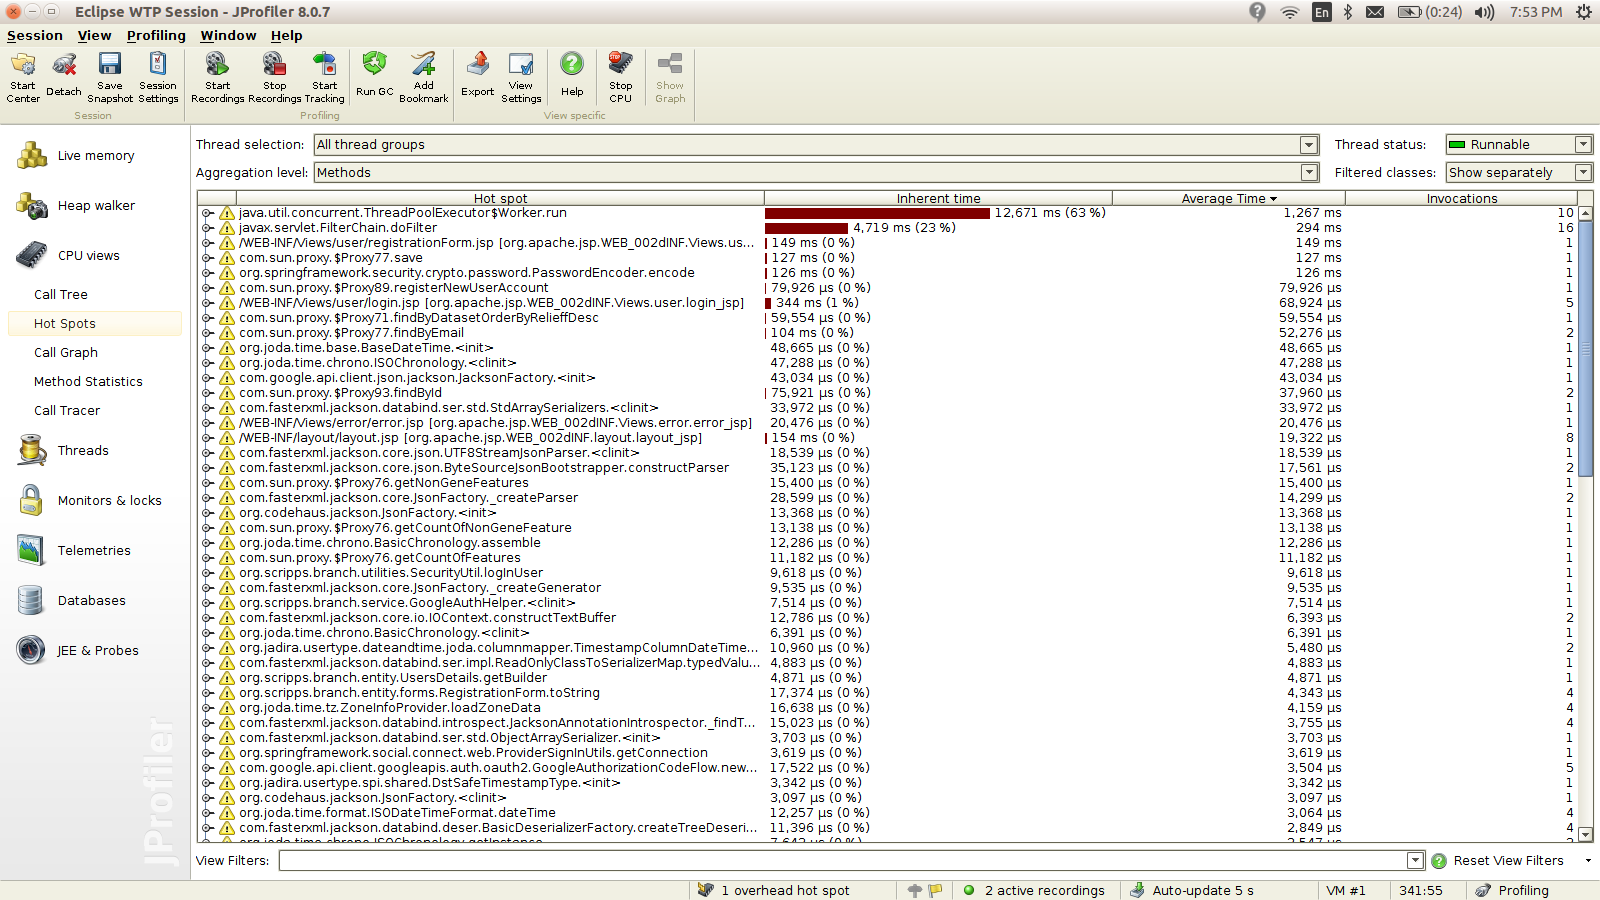 Eclipse WTP Session - JProfiler 8.0.7
En (0:24) 7:53 PM
Session View Profiling Window Help
Start Center Detach Save Snapshot Session Settings Start Recordings Stop Recordings Start Tracking Run GC Add Bookmark Export View Settings Help Stop CPU Show Graph
Session Profiling View specific
Live memory
Heap walker
CPU views
Call Tree
Hot Spots
Call Graph
Method Statistics
Call Tracer
Threads
Monitors & locks
Telemetries
Databases
JEE & Probes
JProfiler
Thread selection: All thread groups Thread status: Runnable
Aggregation level: Methods Filtered classes: Show separately
Hot spot Inherent time Average Time Invocations
java.util.concurrent.ThreadPoolExecutor$Worker.run 12,671 ms (63 %) 1,267 ms 10
javax.servlet.FilterChain.doFilter 4,719 ms (23 %) 294 ms 16
/WEB-INF/Views/user/registrationForm.jsp [org.apache.jsp.WEB_002dINF.Views.us... 149 ms (0 %) 149 ms 1
com.sun.proxy.$Proxy77.save 127 ms (0 %) 127 ms 1
org.springframework.security.crypto.password.PasswordEncoder.encode 126 ms (0 %) 126 ms 1
com.sun.proxy.$Proxy89.registerNewUserAccount 79,926 µs (0 %) 79,926 µs 1
/WEB-INF/Views/user/login.jsp [org.apache.jsp.WEB_002dINF.Views.user.login_jsp] 344 ms (1 %) 68,924 µs 5
com.sun.proxy.$Proxy71.findByDatasetOrderByRelieffDesc 59,554 µs (0 %) 59,554 µs 1
com.sun.proxy.$Proxy77.findByEmail 104 ms (0 %) 52,276 µs 2
org.joda.time.base.BaseDateTime.<init> 48,665 µs (0 %) 48,665 µs 1
org.joda.time.chrono.ISOChronology.<clinit> 47,288 µs (0 %) 47,288 µs 1
com.google.api.client.json.jackson.JacksonFactory.<init> 43,034 µs (0 %) 43,034 µs 1
com.sun.proxy.$Proxy93.findById 75,921 µs (0 %) 37,960 µs 2
com.fasterxml.jackson.databind.ser.std.StdArraySerializers.<clinit> 33,972 µs (0 %) 33,972 µs 1
/WEB-INF/Views/error/error.jsp [org.apache.jsp.WEB_002dINF.Views.error.error_jsp] 20,476 µs (0 %) 20,476 µs 1
/WEB-INF/layout/layout.jsp [org.apache.jsp.WEB_002dINF.layout.layout_jsp] 154 ms (0 %) 19,322 µs 8
com.fasterxml.jackson.core.json.UTF8StreamJsonParser.<clinit> 18,539 µs (0 %) 18,539 µs 1
com.fasterxml.jackson.core.json.ByteSourceJsonBootstrapper.constructParser 35,123 µs (0 %) 17,561 µs 2
com.sun.proxy.$Proxy76.getNonGeneFeatures 15,400 µs (0 %) 15,400 µs 1
com.fasterxml.jackson.core.JsonFactory._createParser 28,599 µs (0 %) 14,299 µs 2
org.codehaus.jackson.JsonFactory.<init> 13,368 µs (0 %) 13,368 µs 1
com.sun.proxy.$Proxy76.getCountOfNonGeneFeature 13,138 µs (0 %) 13,138 µs 1
org.joda.time.chrono.BasicChronology.assemble 12,286 µs (0 %) 12,286 µs 1
com.sun.proxy.$Proxy76.getCountOfFeatures 11,182 µs (0 %) 11,182 µs 1
org.scripps.branch.utilities.SecurityUtil.logInUser 9,618 µs (0 %) 9,618 µs 1
com.fasterxml.jackson.core.JsonFactory._createGenerator 9,535 µs (0 %) 9,535 µs 1
org.scripps.branch.service.GoogleAuthHelper.<clinit> 7,514 µs (0 %) 7,514 µs 1
com.fasterxml.jackson.core.io.IOContext.constructTextBuffer 12,786 µs (0 %) 6,393 µs 2
org.joda.time.chrono.BasicChronology.<clinit> 6,391 µs (0 %) 6,391 µs 1
org.jadira.usertype.dateandtime.joda.columnmapper.TimestampColumnDateTime... 10,960 µs (0 %) 5,480 µs 2
com.fasterxml.jackson.databind.ser.impl.ReadOnlyClassToSerializerMap.typedValu... 4,883 µs (0 %) 4,883 µs 1
org.scripps.branch.entity.UsersDetails.getBuilder 4,871 µs (0 %) 4,871 µs 1
org.scripps.branch.entity.forms.RegistrationForm.toString 17,374 µs (0 %) 4,343 µs 4
org.joda.time.tz.ZoneInfoProvider.loadZoneData 16,638 µs (0 %) 4,159 µs 4
com.fasterxml.jackson.databind.introspect.JacksonAnnotationIntrospector._findT... 15,023 µs (0 %) 3,755 µs 4
com.fasterxml.jackson.databind.ser.std.ObjectArraySerializer.<init> 3,703 µs (0 %) 3,703 µs 1
org.springframework.social.connect.web.ProviderSignInUtils.getConnection 3,619 µs (0 %) 3,619 µs 1
com.google.api.client.googleapis.auth.oauth2.GoogleAuthorizationCodeFlow.new... 17,522 µs (0 %) 3,504 µs 5
org.jadira.usertype.spi.shared.DstSafeTimestampType.<init> 3,342 µs (0 %) 3,342 µs 1
org.codehaus.jackson.JsonFactory.<clinit> 3,097 µs (0 %) 3,097 µs 1
org.joda.time.format.ISODateTimeFormat.dateTime 12,257 µs (0 %) 3,064 µs 4
com.fasterxml.jackson.databind.deser.BasicDeserializerFactory.createTreeDeseri... 11,396 µs (0 %) 2,849 µs 4
View Filters: Reset View Filters
1 overhead hot spot 2 active recordings Auto-update 5 s VM #1 341:55 Profiling